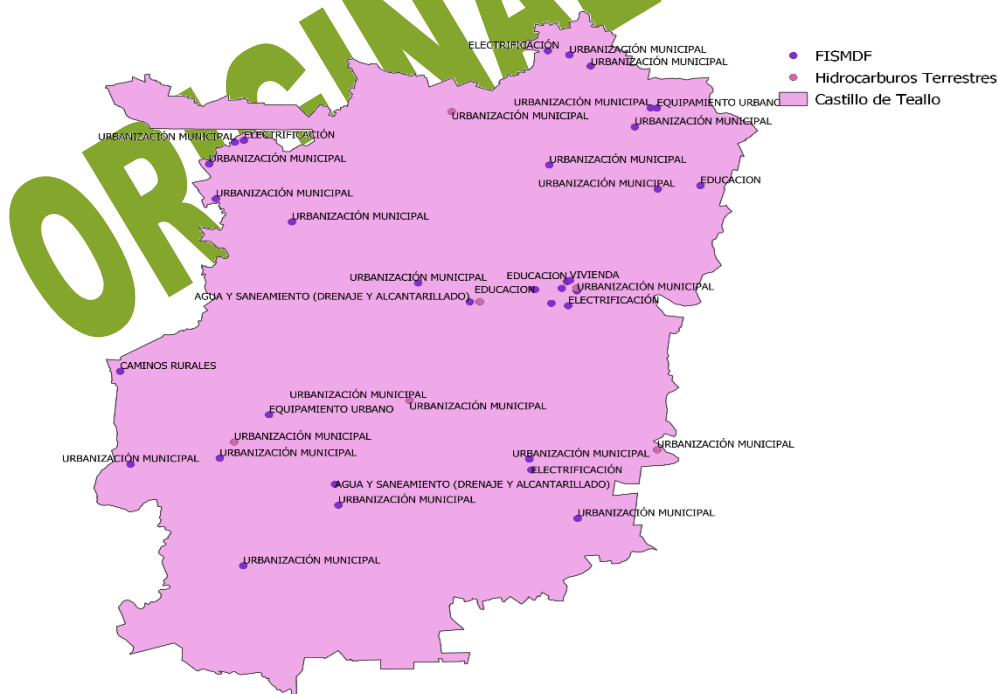 ORIGINAL
ELECTRIFICACIÓN
URBANIZACIÓN MUNICIPAL
URBANIZACIÓN MUNICIPAL
FISMDF
Hidrocarburos Terrestres
Castillo de Teallo
URBANIZACIÓN MUNICIPAL
EQUIPAMIENTO URBANO
URBANIZACIÓN MUNICIPAL
URBANIZACIÓN MUNICIPAL
URBANIZACIÓN MUNICIPAL
ELECTRIFICACIÓN
URBANIZACIÓN MUNICIPAL
URBANIZACIÓN MUNICIPAL
URBANIZACIÓN MUNICIPAL
EDUCACION
URBANIZACIÓN MUNICIPAL
URBANIZACIÓN MUNICIPAL
URBANIZACIÓN MUNICIPAL
EDUCACION
VIVIENDA
EDUCACION
URBANIZACIÓN MUNICIPAL
AGUA Y SANEAMIENTO (DRENAJE Y ALCANTARILLADO)
ELECTRIFICACIÓN
CAMINOS RURALES
URBANIZACIÓN MUNICIPAL
URBANIZACIÓN MUNICIPAL
EQUIPAMIENTO URBANO
URBANIZACIÓN MUNICIPAL
URBANIZACIÓN MUNICIPAL
URBANIZACIÓN MUNICIPAL
URBANIZACIÓN MUNICIPAL
URBANIZACIÓN MUNICIPAL
ELECTRIFICACIÓN
AGUA Y SANEAMIENTO (DRENAJE Y ALCANTARILLADO)
URBANIZACIÓN MUNICIPAL
URBANIZACIÓN MUNICIPAL
URBANIZACIÓN MUNICIPAL